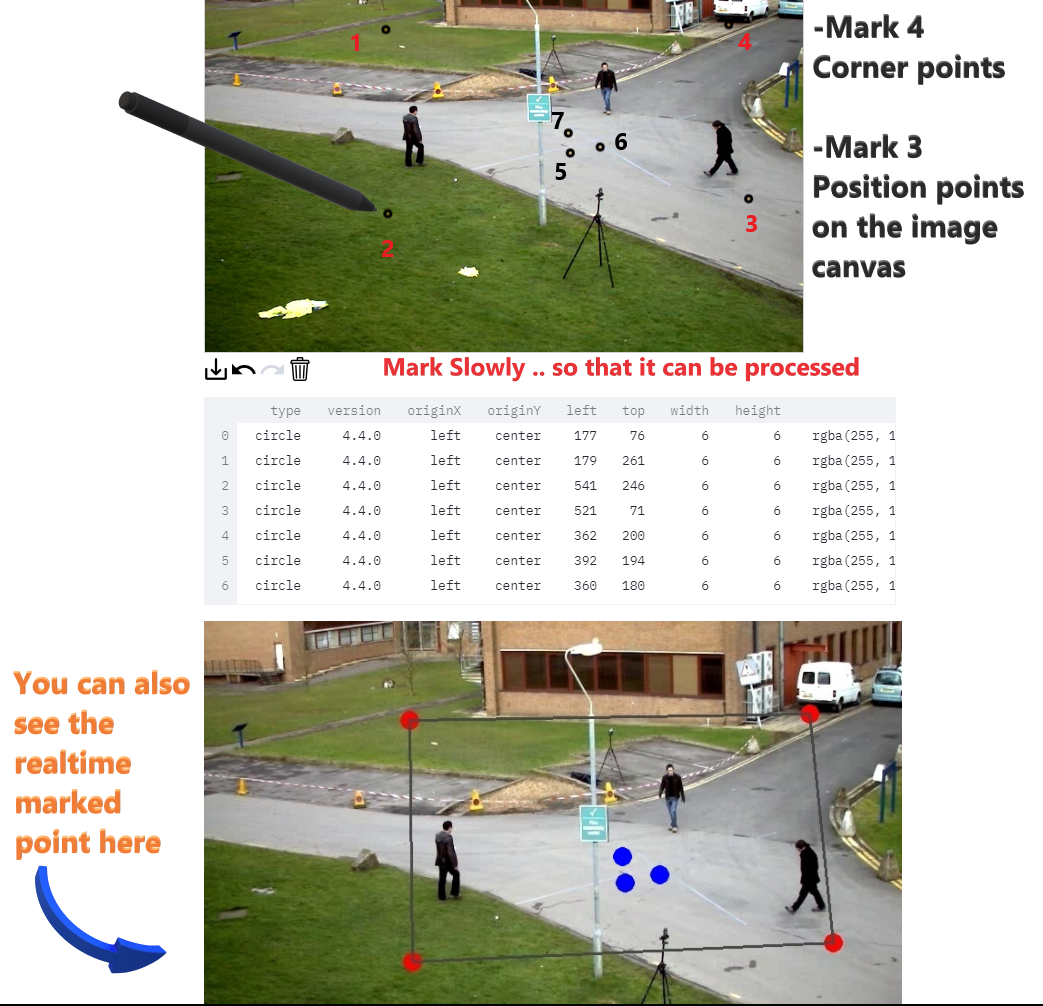 -Mark 4
Corner points
-Mark 3
Position points
on the image
canvas
1
4
7
6
5
3
2
Mark Slowly .. so that it can be processed
type version originX originY left top width height
0 circle 4.4.0 left center 177 76 6 6 rgba(255, 1
1 circle 4.4.0 left center 179 261 6 6 rgba(255, 1
2 circle 4.4.0 left center 541 246 6 6 rgba(255, 1
3 circle 4.4.0 left center 521 71 6 6 rgba(255, 1
4 circle 4.4.0 left center 362 200 6 6 rgba(255, 1
5 circle 4.4.0 left center 392 194 6 6 rgba(255, 1
6 circle 4.4.0 left center 360 180 6 6 rgba(255, 1
You can also
see the
realtime
marked
point here